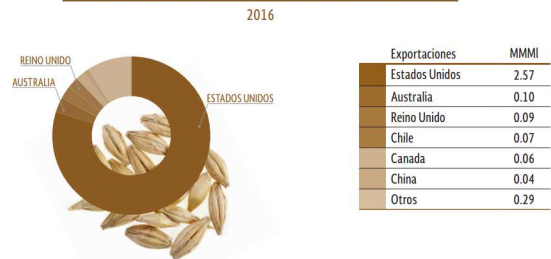 2016
REINO UNIDO
AUSTRALIA
ESTADOS UNIDOS
Exportaciones MMMl
Estados Unidos 2.57
Australia 0.10
Reino Unido 0.09
Chile 0.07
Canada 0.06
China 0.04
Otros 0.29